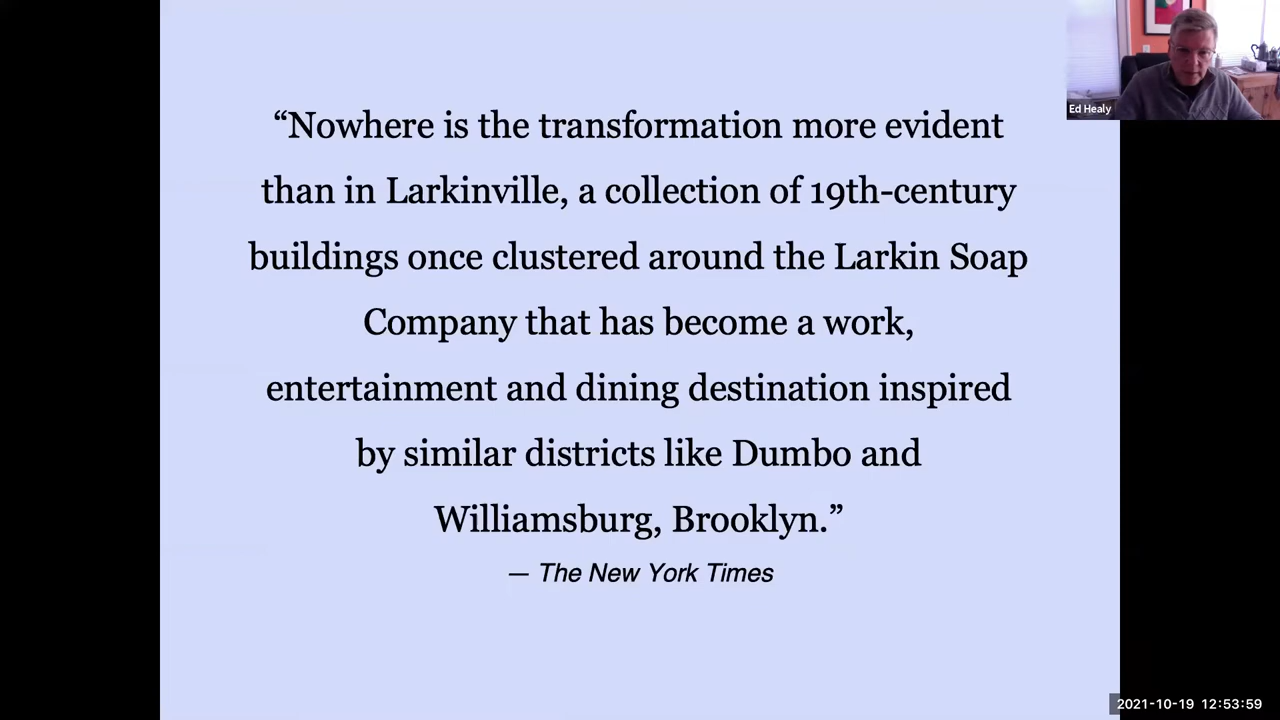 “Nowhere is the transformation more evident
than in Larkinville, a collection of 19th-century
buildings once clustered around the Larkin Soap
Company that has become a work,
entertainment and dining destination inspired
by similar districts like Dumbo and
Williamsburg, Brooklyn.”
— The New York Times
Ed Healy
2021-10-19 12:53:59